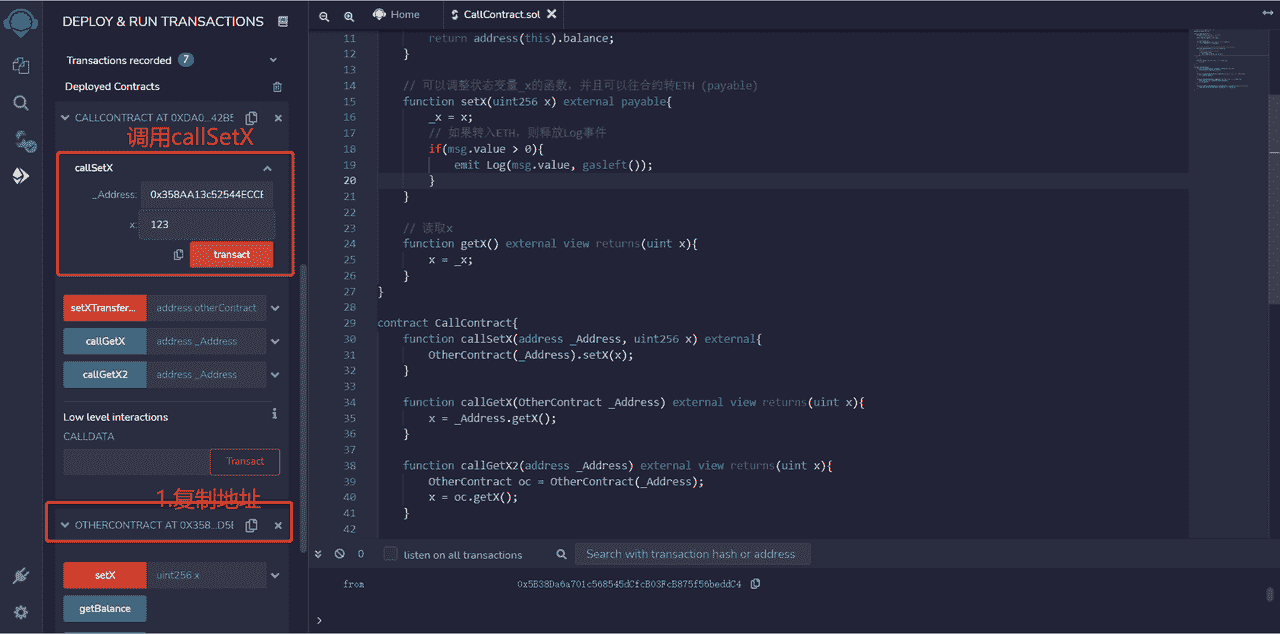 DEPLOY & RUN TRANSACTIONS
Transactions recorded 7
Deployed Contracts
CALLCONTRACT AT 0XDA0...42B5
调用callSetX
callSetX
_Address: 0x358AA13c52544ECCE
x: 123
transact
setXTransfer... address otherContract
callGetX address _Address
callGetX2 address _Address
Low level interactions
CALLDATA
Transact
1.复制地址
OTHERCONTRACT AT 0X358...D5E
setX uint256 x
getBalance
Home
CallContract.sol
11 return address(this).balance;
12 }
13
14 // 可以调整状态变量_x的函数，并且可以往合约转ETH (payable)
15 function setX(uint256 x) external payable{
16 _x = x;
17 // 如果转入ETH，则释放Log事件
18 if(msg.value > 0){
19 emit Log(msg.value, gasleft());
20 }
21 }
22
23 // 读取x
24 function getX() external view returns(uint x){
25 x = _x;
26 }
27 }
28
29 contract CallContract{
30 function callSetX(address _Address, uint256 x) external{
31 OtherContract(_Address).setX(x);
32 }
33
34 function callGetX(OtherContract _Address) external view returns(uint x){
35 x = _Address.getX();
36 }
37
38 function callGetX2(address _Address) external view returns(uint x){
39 OtherContract oc = OtherContract(_Address);
40 x = oc.getX();
41 }
42
0 listen on all transactions Search with transaction hash or address
from 0x5B38Da6a701c568545dCfcB03FcB875f56beddC4
>